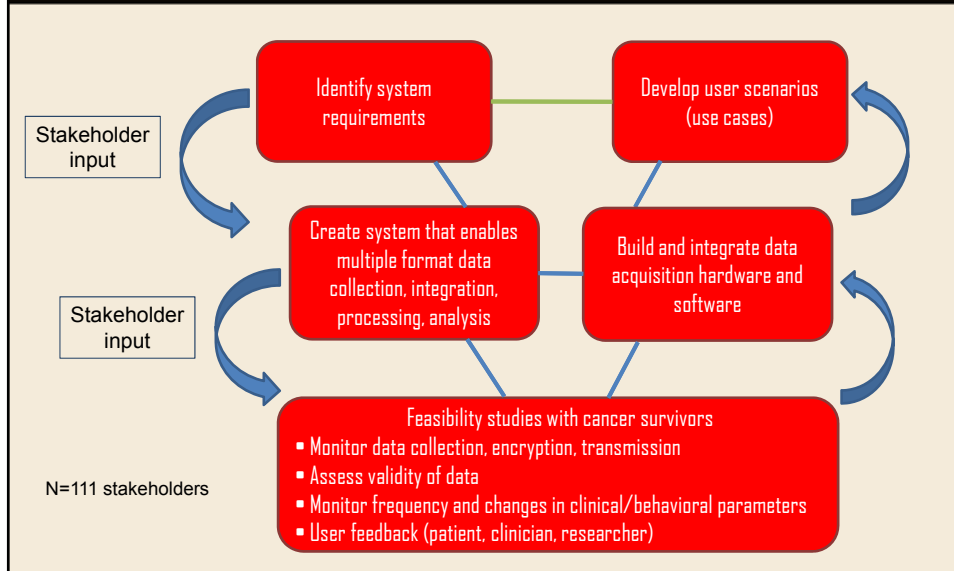 Identify system
requirements
Develop user scenarios
(use cases)
Stakeholder
input
Create system that enables
multiple format data
collection, integration,
processing, analysis
Build and integrate data
acquisition hardware and
software
Stakeholder
input
Feasibility studies with cancer survivors
▪ Monitor data collection, encryption, transmission
▪ Assess validity of data
▪ Monitor frequency and changes in clinical/behavioral parameters
▪ User feedback (patient, clinician, researcher)
N=111 stakeholders